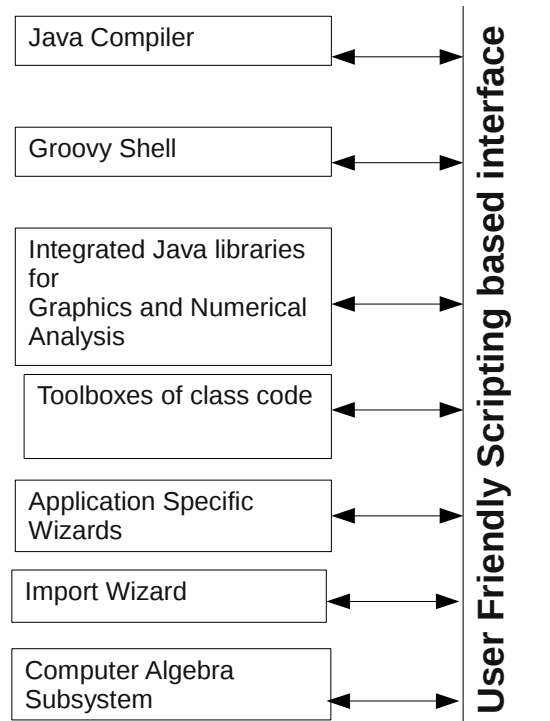 Java Compiler
Groovy Shell
Integrated Java libraries
for
Graphics and Numerical
Analysis
Toolboxes of class code
Application Specific
Wizards
Import Wizard
Computer Algebra
Subsystem
User Friendly Scripting based interface